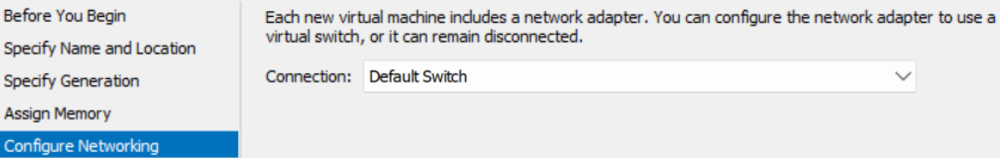 Before You Begin
Specify Name and Location
Specify Generation
Assign Memory
Configure Networking
Each new virtual machine includes a network adapter. You can configure the network adapter to use a
virtual switch, or it can remain disconnected.
Connection: Default Switch